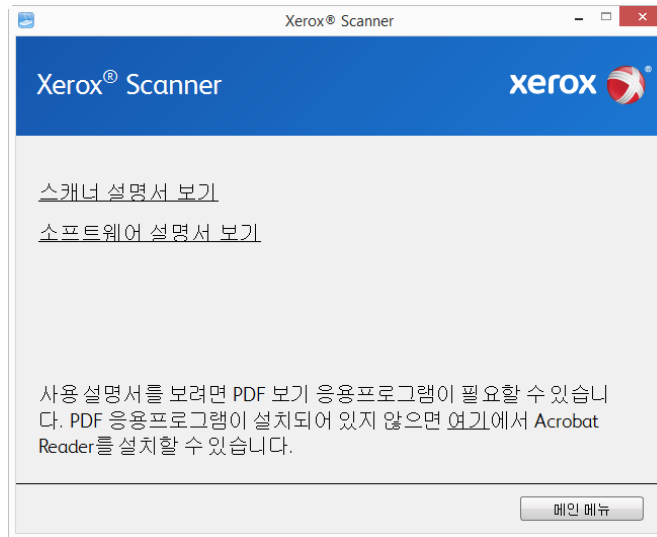 Xerox® Scanner
Xerox® Scanner
xerox ®
스캐너 설명서 보기
소프트웨어 설명서 보기
사용 설명서를 보려면 PDF 보기 응용프로그램이 필요할 수 있습니
다. PDF 응용프로그램이 설치되어 있지 않으면 여기에서 Acrobat
Reader를 설치할 수 있습니다.
메인 메뉴